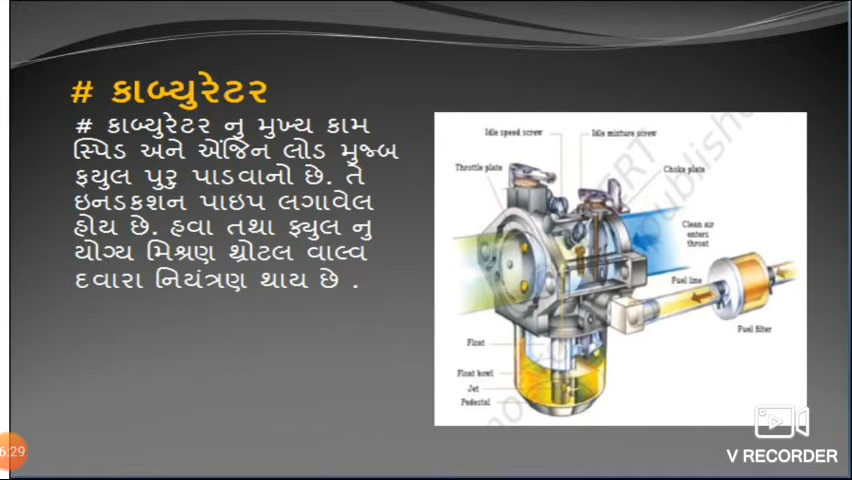 # કાબ્યુરેટર
# કાબ્યુરેટર નુ મુખ્ય કામ
સ્પિડ અને એંજિન લોડ મુજબ
ફયુલ પુરુ પાડવાનો છે. તે
ઇનડકશન પાઇપ લગાવેલ
હોય છે. હવા તથા ફ્યુલ નુ
યોગ્ય મિશ્રણ થ્રોટલ વાલ્વ
દવારા નિયંત્રણ થાય છે .
Idle speed screw
Idle mixture screw
Throttle plate
Choke plate
Clean air
enters
throat
Fuel line
Fuel filter
Float
Float bowl
Jet
Pedestal
6:29
V RECORDER